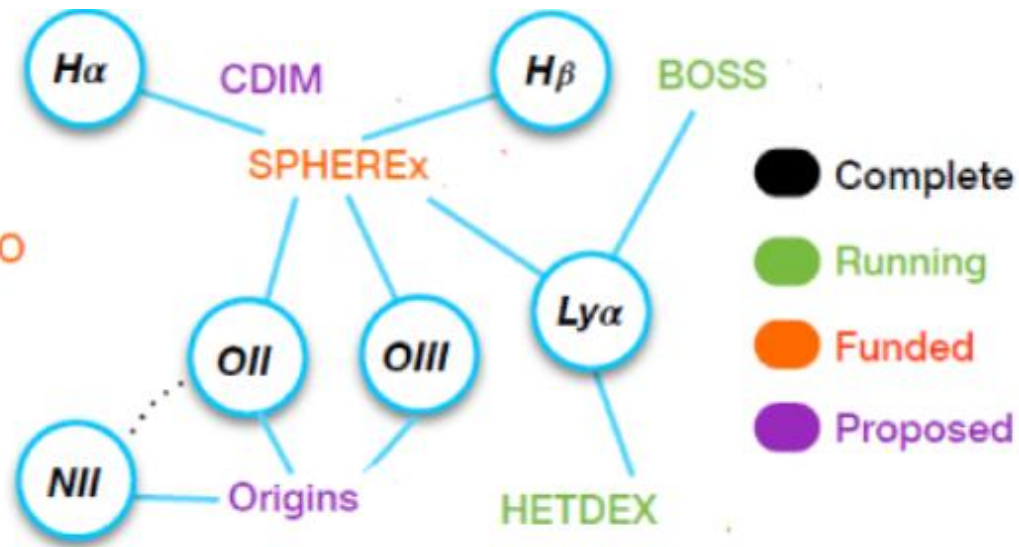 Hα
CDIM
Hβ
BOSS
SPHEREx
Complete
O
Running
Lyα
OII
OIII
Funded
Proposed
NII
Origins
HETDEX